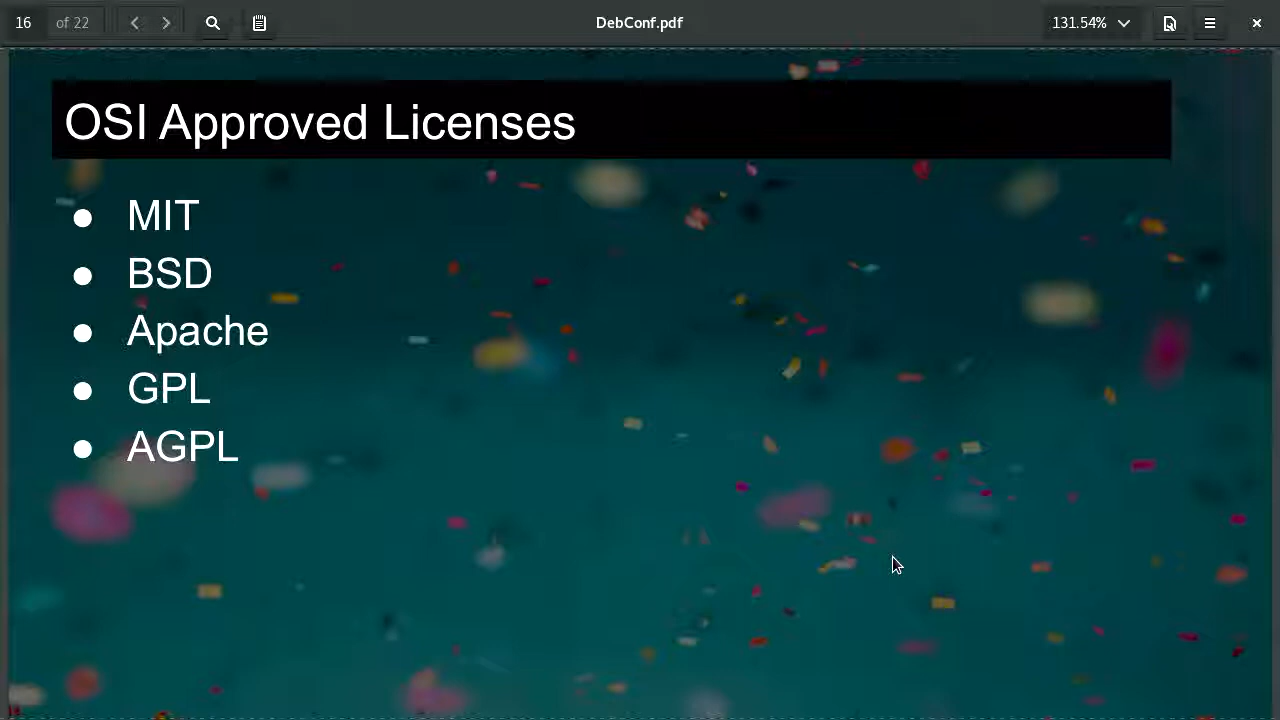 16 of 22 DebConf.pdf 131.54%
OSI Approved Licenses
● MIT
● BSD
● Apache
● GPL
● AGPL